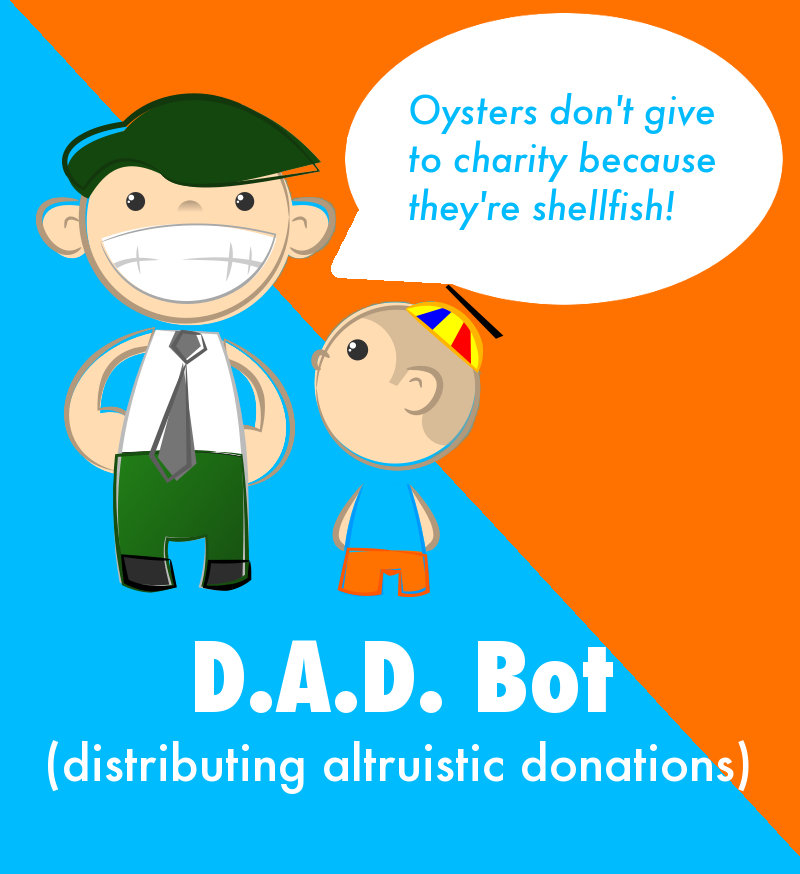 Oysters don't give
to charity because
they're shellfish!
D.A.D. Bot
(distributing altruistic donations)